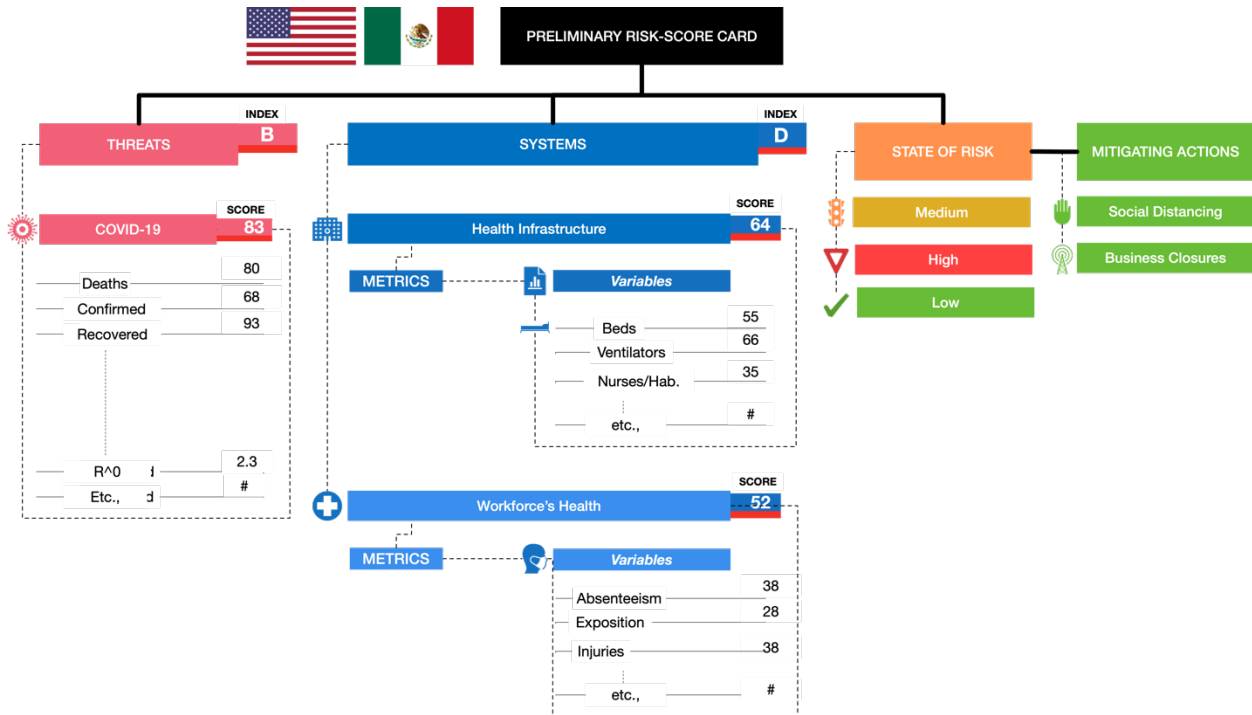 PRELIMINARY RISK-SCORE CARD
INDEX
THREATS
B
SCORE
COVID-19
83
Deaths
80
Confirmed
68
Recovered
93
R^0
2.3
Etc.,
d
#
INDEX
SYSTEMS
D
SCORE
Health Infrastructure
64
METRICS
Variables
Beds
55
Ventilators
66
Nurses/Hab.
35
etc.,
#
SCORE
Workforce's Health
52
METRICS
Variables
Absenteeism
38
Exposition
28
Injuries
38
etc.,
#
STATE OF RISK
Medium
High
Low
MITIGATING ACTIONS
Social Distancing
Business Closures